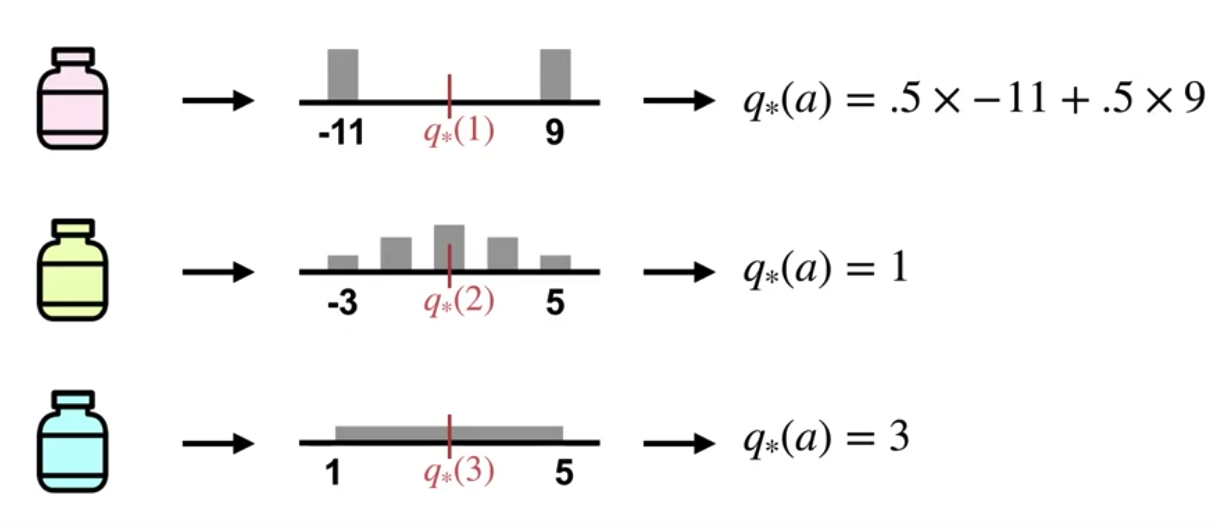 q∗(a) = .5 × −11 + .5 × 9
-11 q∗(1) 9
q∗(a) = 1
-3 q∗(2) 5
q∗(a) = 3
1 q∗(3) 5